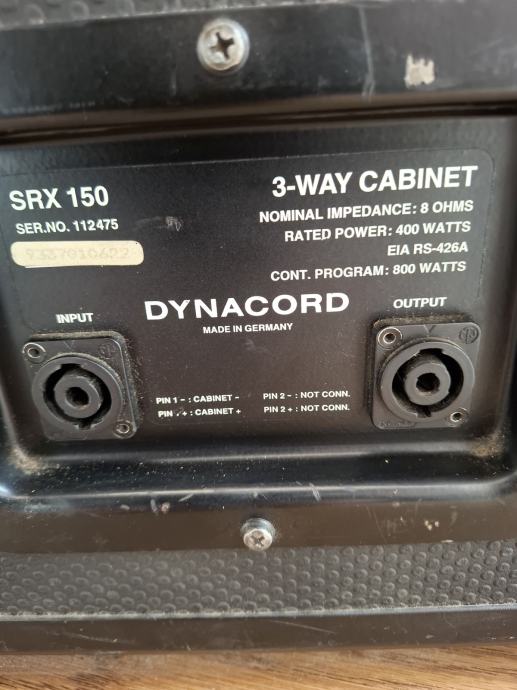 SRX 150
SER.NO. 112475
3-WAY CABINET
NOMINAL IMPEDANCE: 8 OHMS
RATED POWER: 400 WATTS
EIA RS-426A
CONT. PROGRAM: 800 WATTS
DYNACORD
MADE IN GERMANY
INPUT
OUTPUT
PIN 1 - : CABINET -
PIN 1 + : CABINET +
PIN 2 - : NOT CONN.
PIN 2 + : NOT CONN.